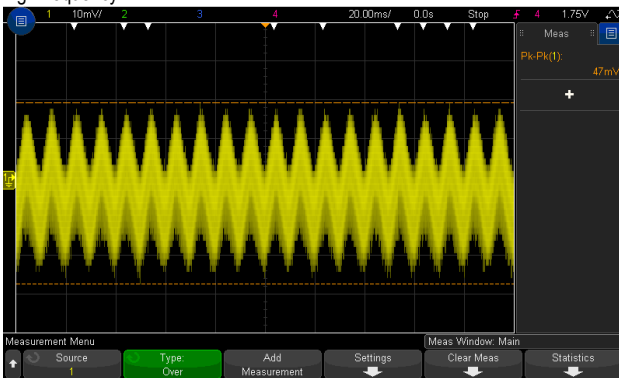 1 10mV/ 2 3 4 20.00ms/ 0.0s Stop 4 1.75V
Meas
Pk-Pk(1):
47mV
+
1
Measurement Menu
Meas Window: Main
Source
1
Type:
Over
Add
Measurement
Settings
Clear Meas
Statistics